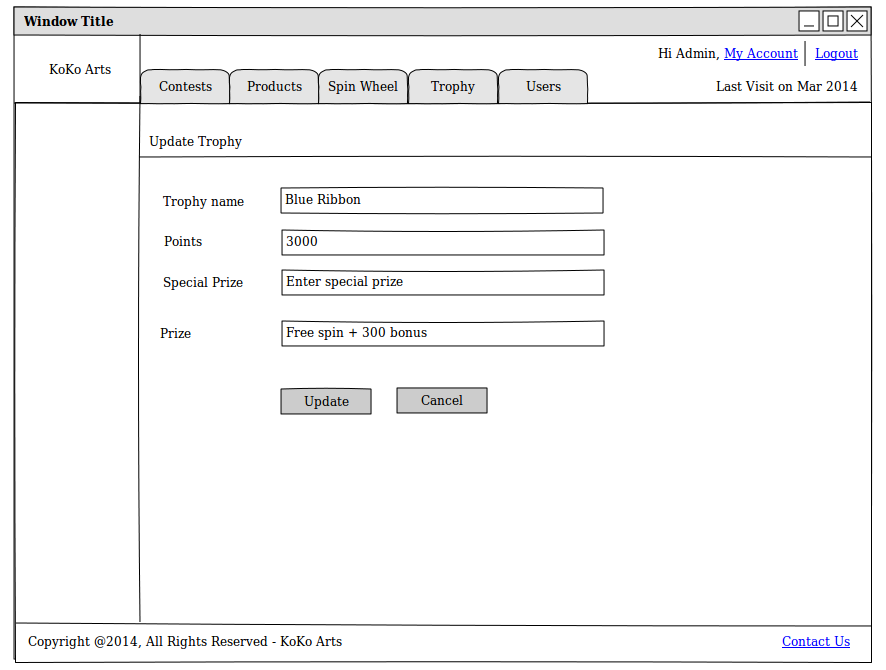 Window Title
Hi Admin, My Account Logout
KoKo Arts
Contests Products Spin Wheel Trophy Users Last Visit on Mar 2014
Update Trophy
Trophy name Blue Ribbon
Points 3000
Special Prize Enter special prize
Prize Free spin + 300 bonus
Update Cancel
Copyright @2014, All Rights Reserved - KoKo Arts Contact Us